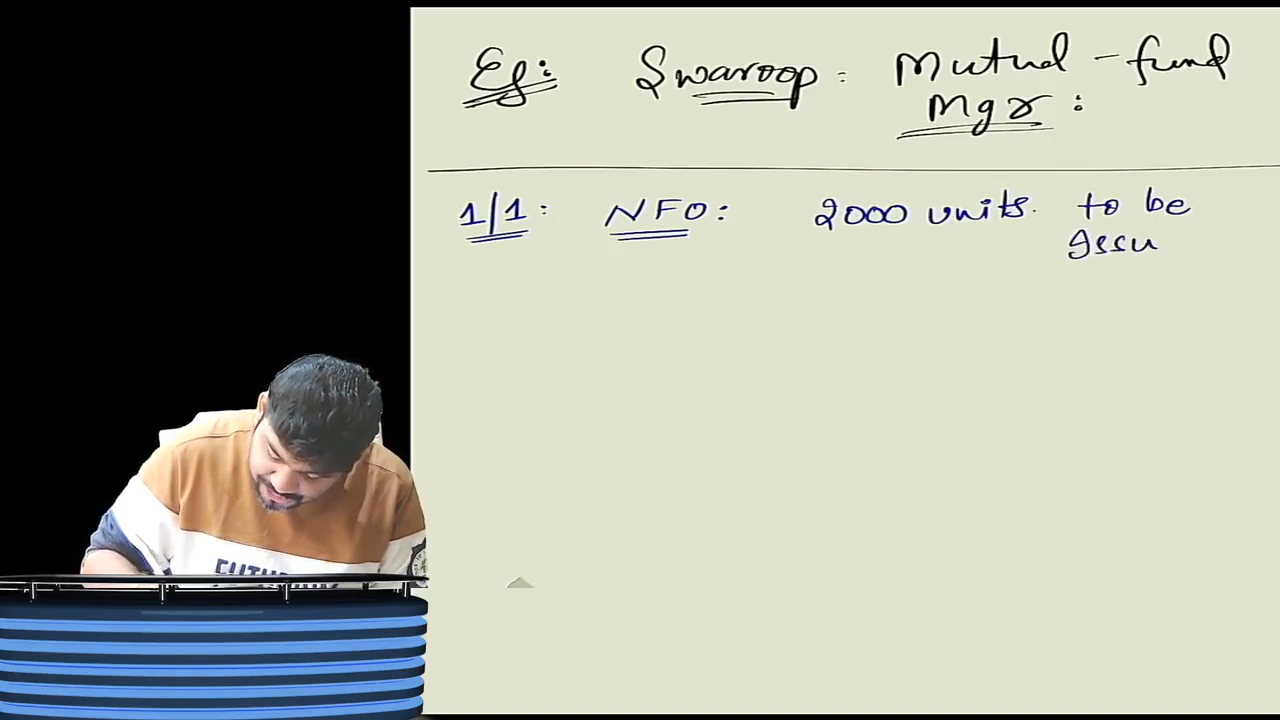 Eg: Swaroop: Mutual-fund
Mgr:
1/1: NFO: 2000 units. to be
Issu